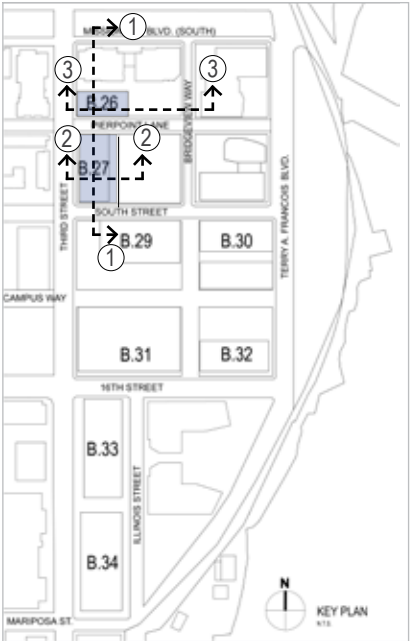 1
BLVD. (SOUTH)
3
3
B.26
BRIDGEVIEW WAY
PIERPOINT LANE
2
2
B.27
THIRD STREET
TERRY A. FRANCOIS BLVD.
SOUTH STREET
B.29
B.30
1
CAMPUS WAY
B.31
B.32
16TH STREET
B.33
ILLINOIS STREET
B.34
N
KEY PLAN
N.T.S.
MARIPOSA ST.